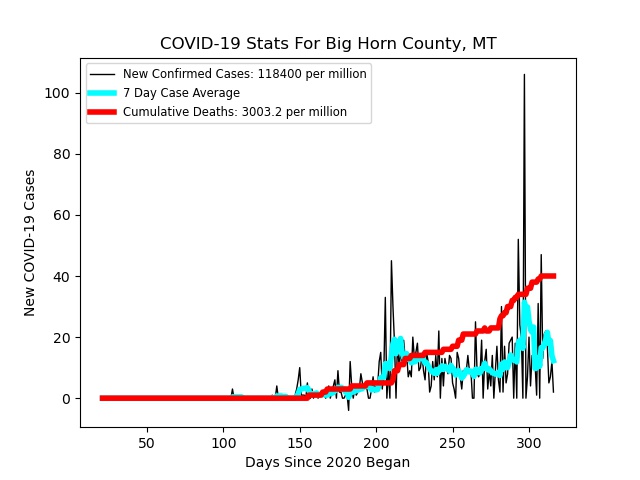 COVID-19 Stats For Big Horn County, MT
New Confirmed Cases: 118400 per million
7 Day Case Average
Cumulative Deaths: 3003.2 per million
New COVID-19 Cases
100
80
60
40
20
0
50 100 150 200 250 300
Days Since 2020 Began